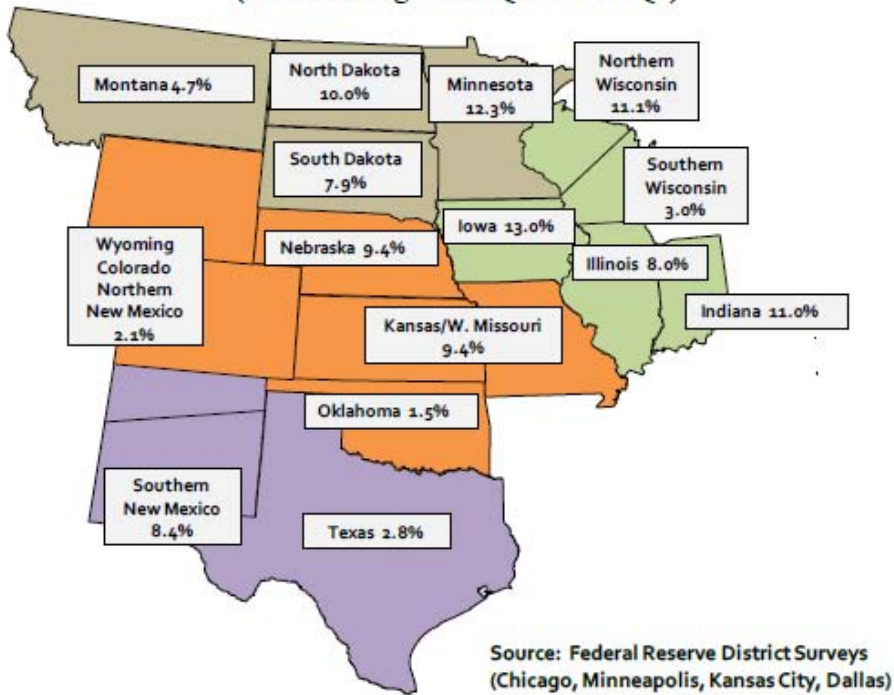 Montana 4.7%
North Dakota
10.0%
Minnesota
12.3%
Northern
Wisconsin
11.1%
South Dakota
7.9%
Southern
Wisconsin
3.0%
Wyoming
Colorado
Northern
New Mexico
2.1%
Nebraska 9.4%
Iowa 13.0%
Illinois 8.0%
Indiana 11.0%
Kansas/W. Missouri
9.4%
Oklahoma 1.5%
Southern
New Mexico
8.4%
Texas 2.8%
Source: Federal Reserve District Surveys
(Chicago, Minneapolis, Kansas City, Dallas)